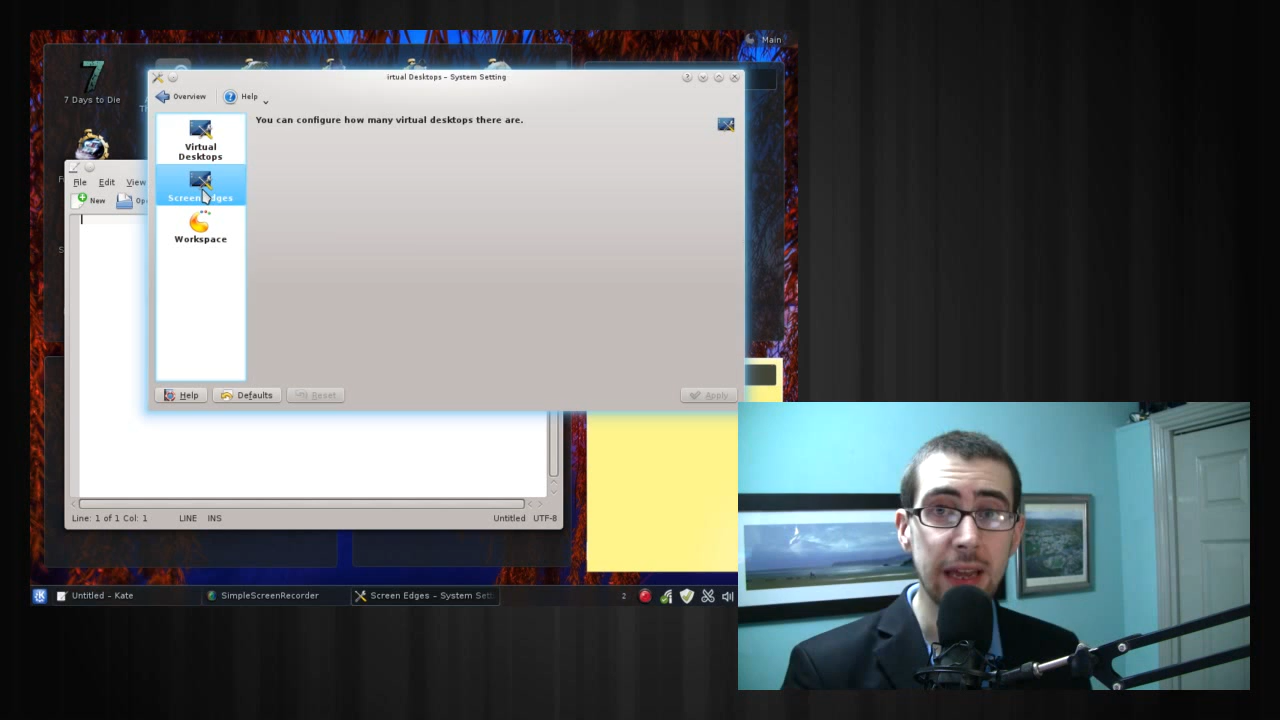 Main
7 Days to Die
irtual Desktops – System Setting
Overview
Help
You can configure how many virtual desktops there are.
Virtual
Desktops
Screen Edges
Workspace
File Edit View
New
Help
Defaults
Reset
Apply
Line: 1 of 1 Col: 1
LINE
INS
Untitled
UTF-8
Untitled - Kate
SimpleScreenRecorder
Screen Edges – System Sett
2